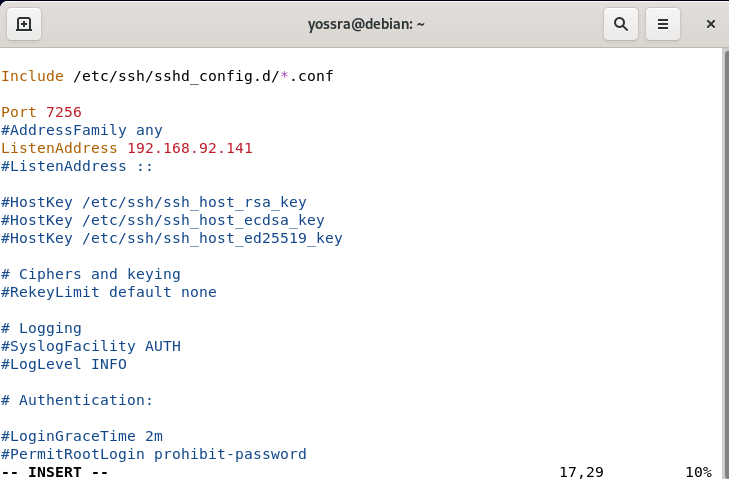 yossra@debian: ~
Include /etc/ssh/sshd_config.d/*.conf
Port 7256
#AddressFamily any
ListenAddress 192.168.92.141
#ListenAddress ::
#HostKey /etc/ssh/ssh_host_rsa_key
#HostKey /etc/ssh/ssh_host_ecdsa_key
#HostKey /etc/ssh/ssh_host_ed25519_key
# Ciphers and keying
#RekeyLimit default none
# Logging
#SyslogFacility AUTH
#LogLevel INFO
# Authentication:
#LoginGraceTime 2m
#PermitRootLogin prohibit-password
-- INSERT -- 17,29 10%